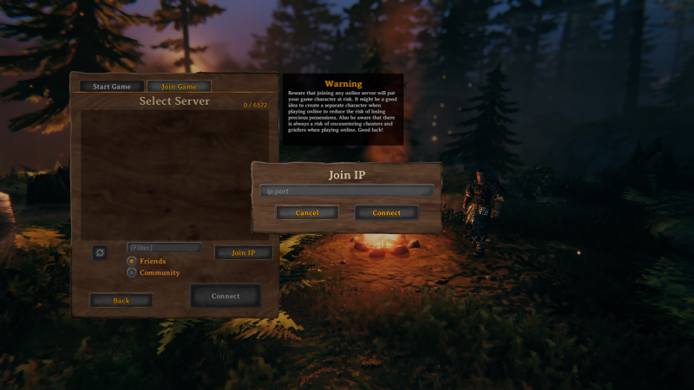 Start Game
Join Game
Select Server
0 / 6572
Warning
Beware that joining any online server will put
your game character at risk. It might be a good
idea to create a separate character when
playing online to reduce the risk of losing
precious possessions. Also be aware that there
is always a risk of encountering cheaters and
griefers when playing online. Good luck!
Join IP
ip:port
Cancel
Connect
(Filter)
Join IP
Friends
Community
Back
Connect